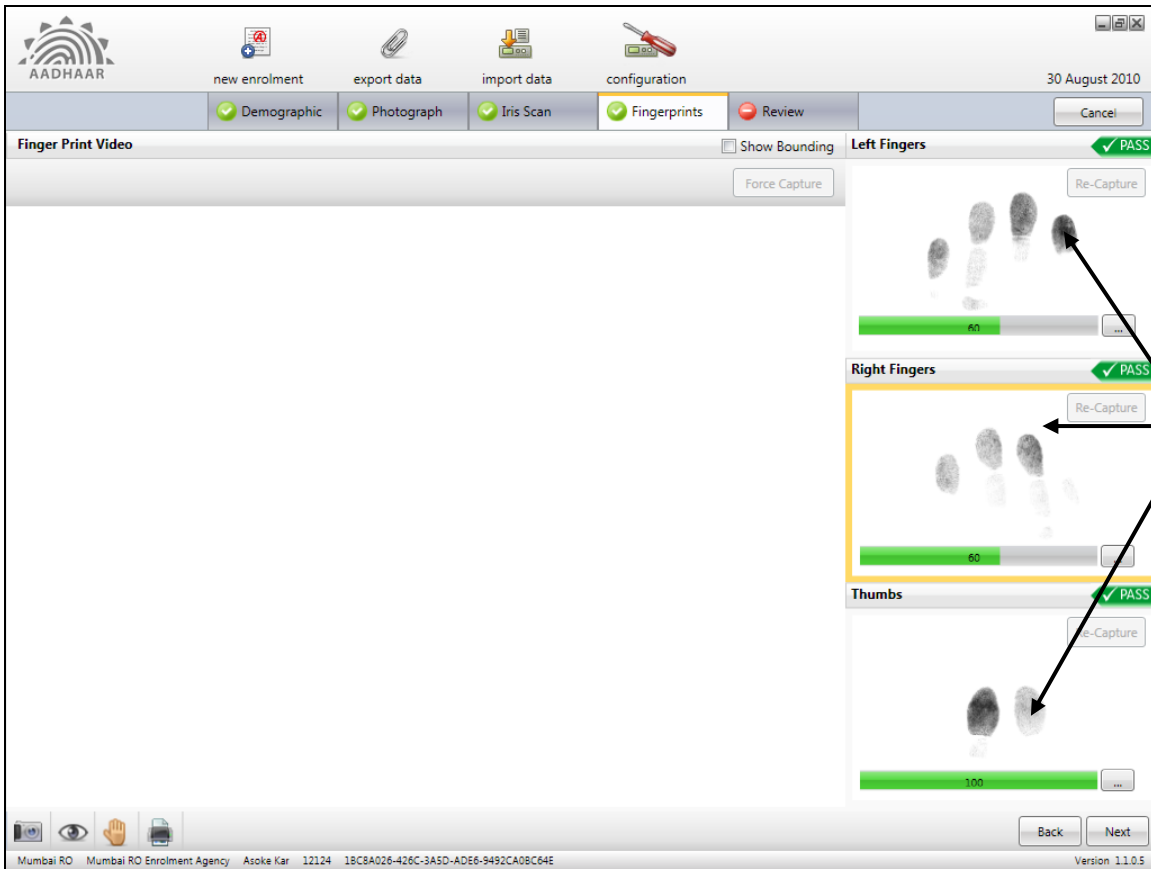 AADHAAR
new enrolment export data import data configuration 30 August 2010
Demographic Photograph Iris Scan Fingerprints Review Cancel
Finger Print Video Show Bounding Left Fingers PASS
Force Capture Re-Capture
60 ...
Right Fingers PASS
Re-Capture
60 ...
Thumbs PASS
Re-Capture
100 ...
Back Next
Mumbai RO Mumbai RO Enrolment Agency Asoke Kar 12124 1BC8A026-426C-3A5D-ADE6-9492CA0BC64E Version 1.1.0.5